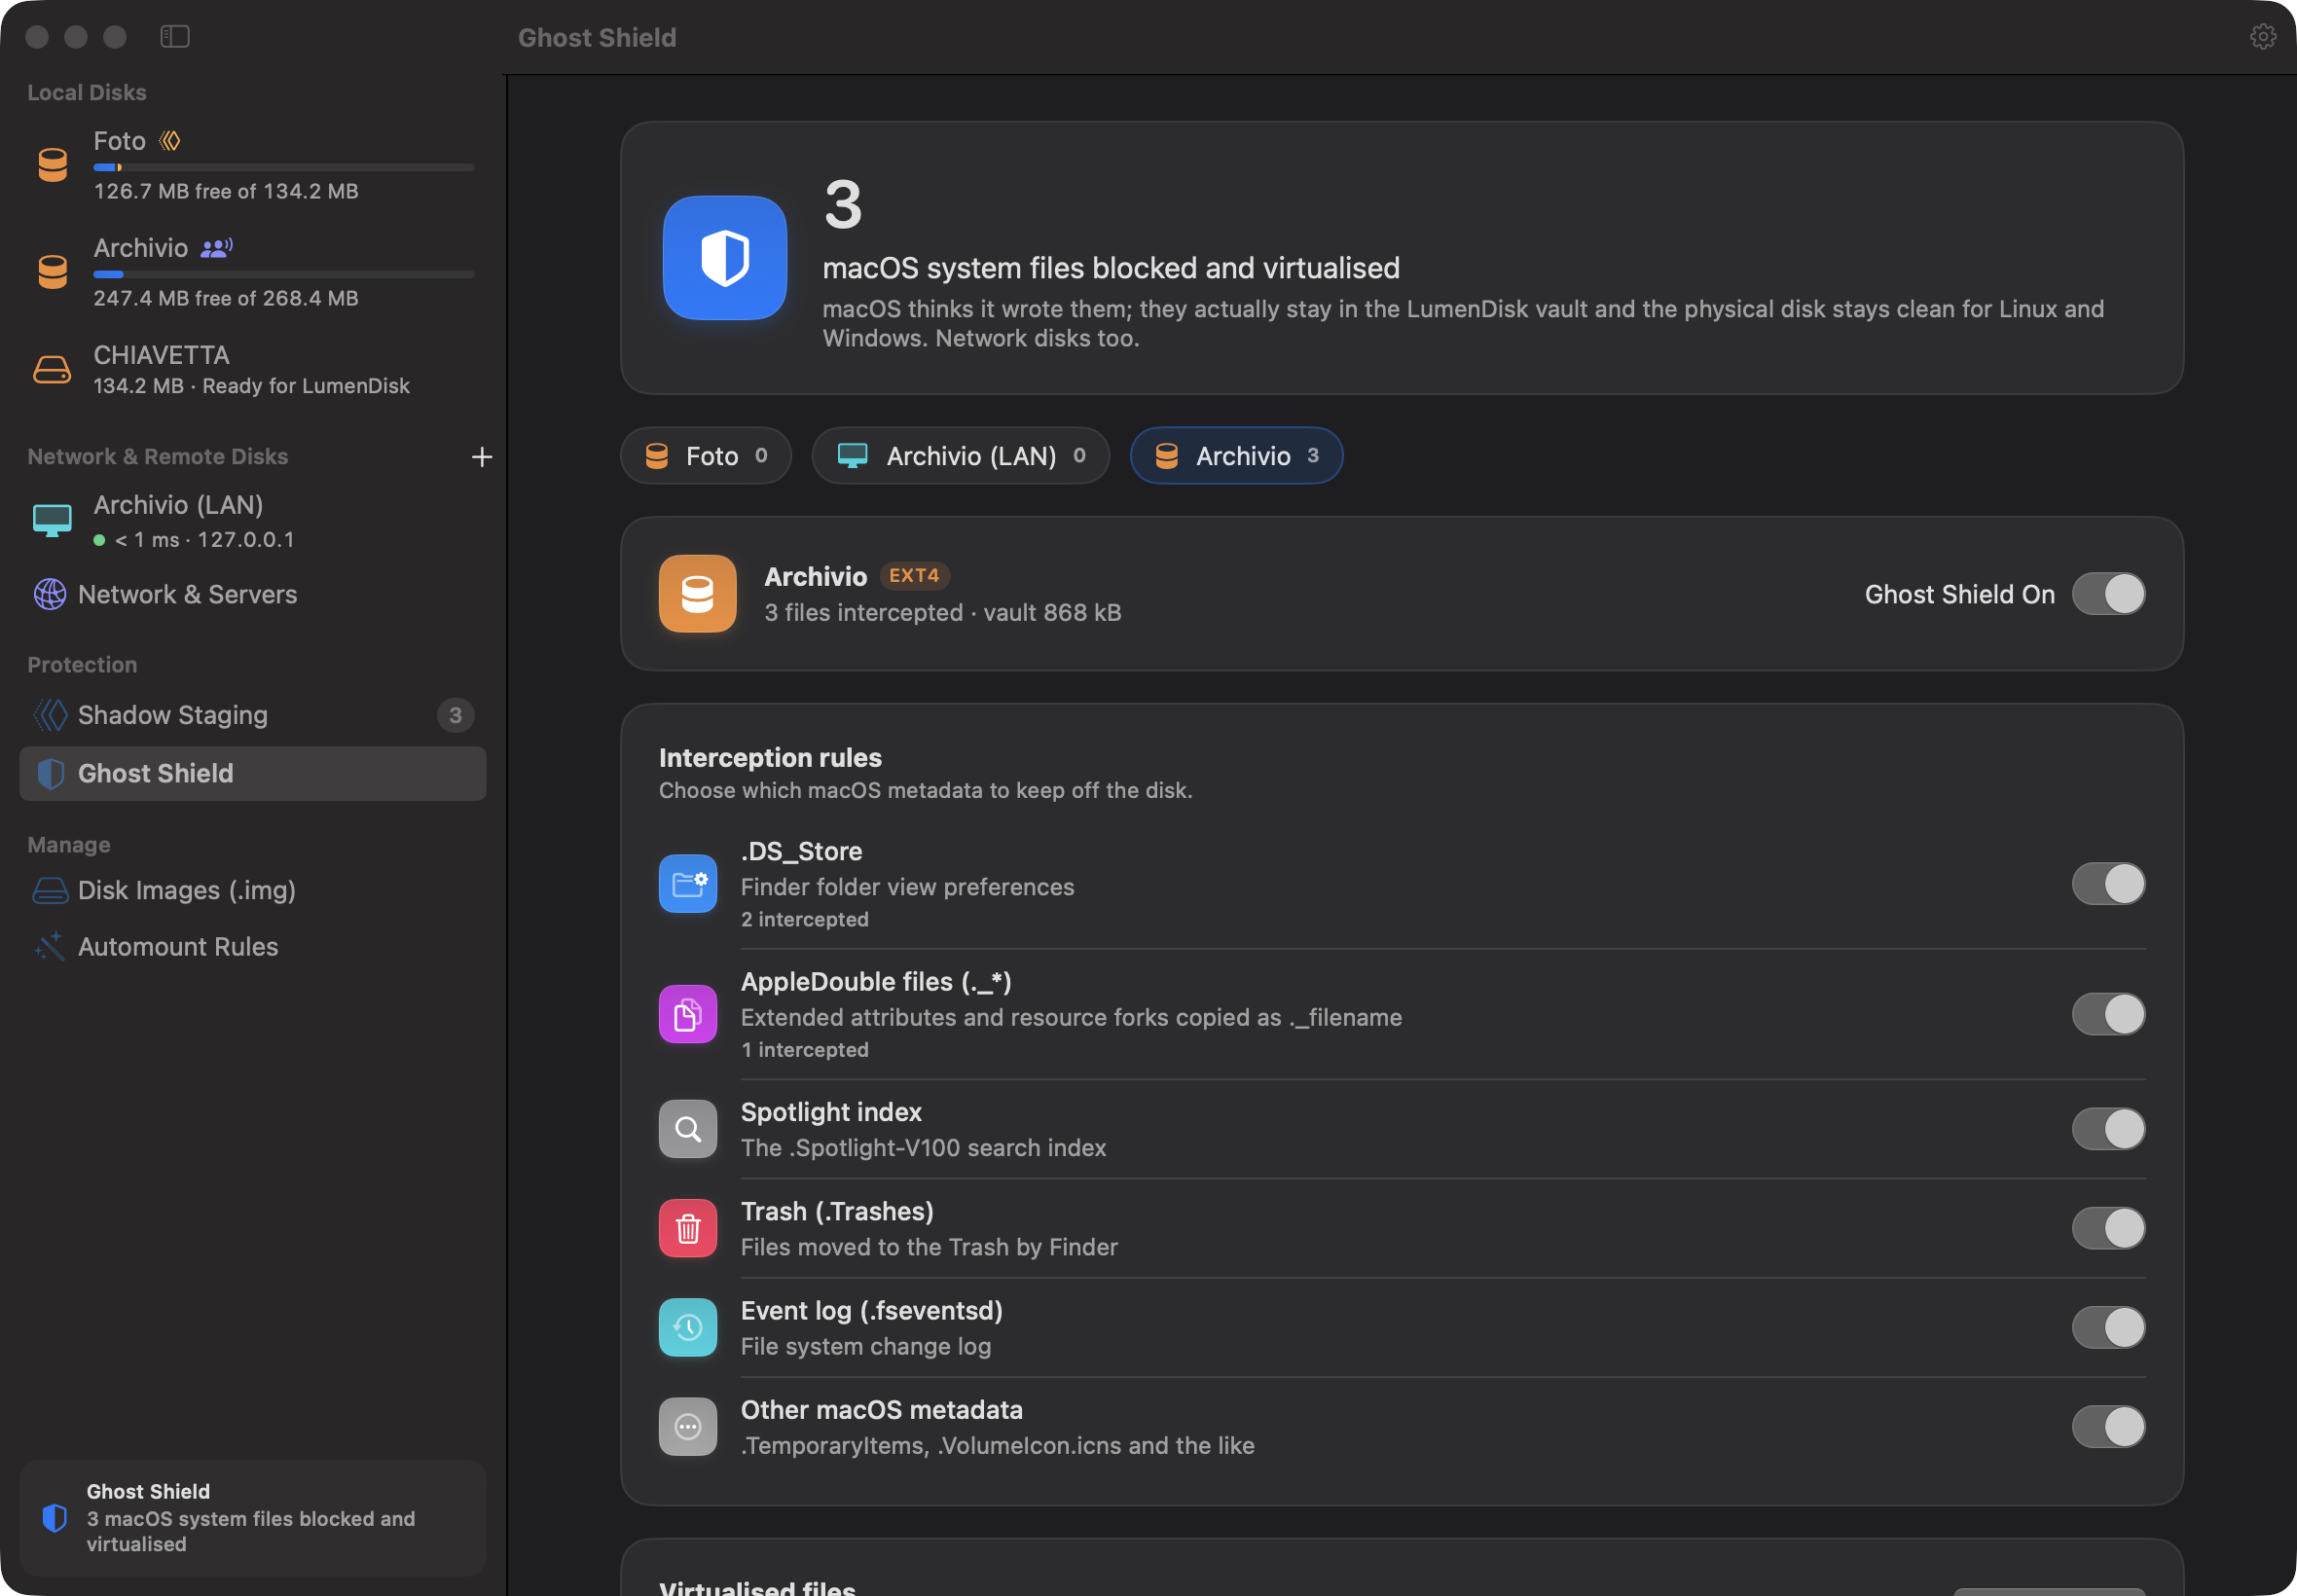 Ghost Shield
Local Disks
Foto
126.7 MB free of 134.2 MB
Archivio
247.4 MB free of 268.4 MB
CHIAVETTA
134.2 MB · Ready for LumenDisk
Network & Remote Disks
Archivio (LAN)
< 1 ms · 127.0.0.1
Network & Servers
Protection
Shadow Staging 3
Ghost Shield
Manage
Disk Images (.img)
Automount Rules
Ghost Shield
3 macOS system files blocked and
virtualised
3
macOS system files blocked and virtualised
macOS thinks it wrote them; they actually stay in the LumenDisk vault and the physical disk stays clean for Linux and
Windows. Network disks too.
Foto 0 Archivio (LAN) 0 Archivio 3
Archivio EXT4
3 files intercepted · vault 868 kB
Ghost Shield On
Interception rules
Choose which macOS metadata to keep off the disk.
.DS_Store
Finder folder view preferences
2 intercepted
AppleDouble files (._*)
Extended attributes and resource forks copied as ._filename
1 intercepted
Spotlight index
The .Spotlight-V100 search index
Trash (.Trashes)
Files moved to the Trash by Finder
Event log (.fseventsd)
File system change log
Other macOS metadata
.TemporaryItems, .VolumeIcon.icns and the like
Virtualised files